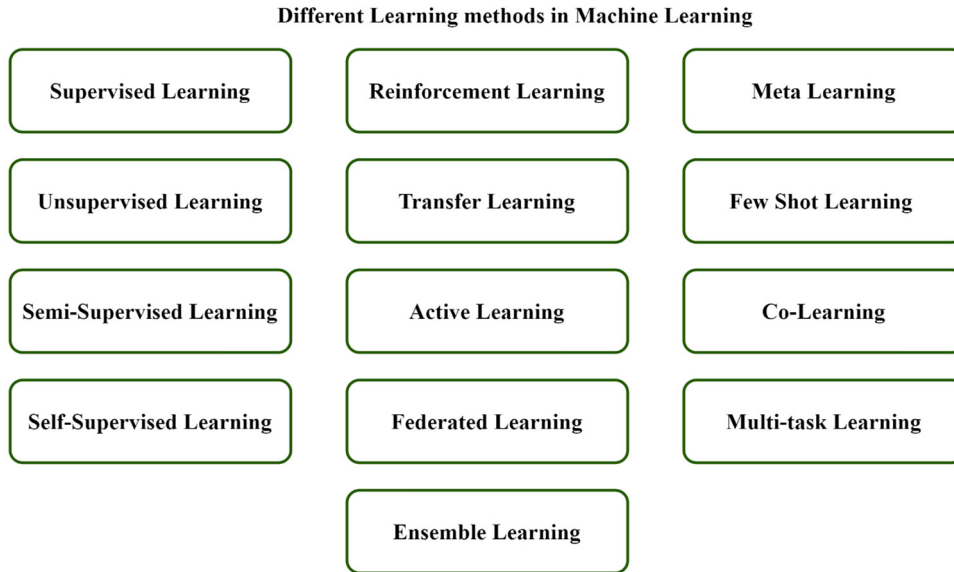 Different Learning methods in Machine Learning
Supervised Learning
Reinforcement Learning
Meta Learning
Unsupervised Learning
Transfer Learning
Few Shot Learning
Semi-Supervised Learning
Active Learning
Co-Learning
Self-Supervised Learning
Federated Learning
Multi-task Learning
Ensemble Learning